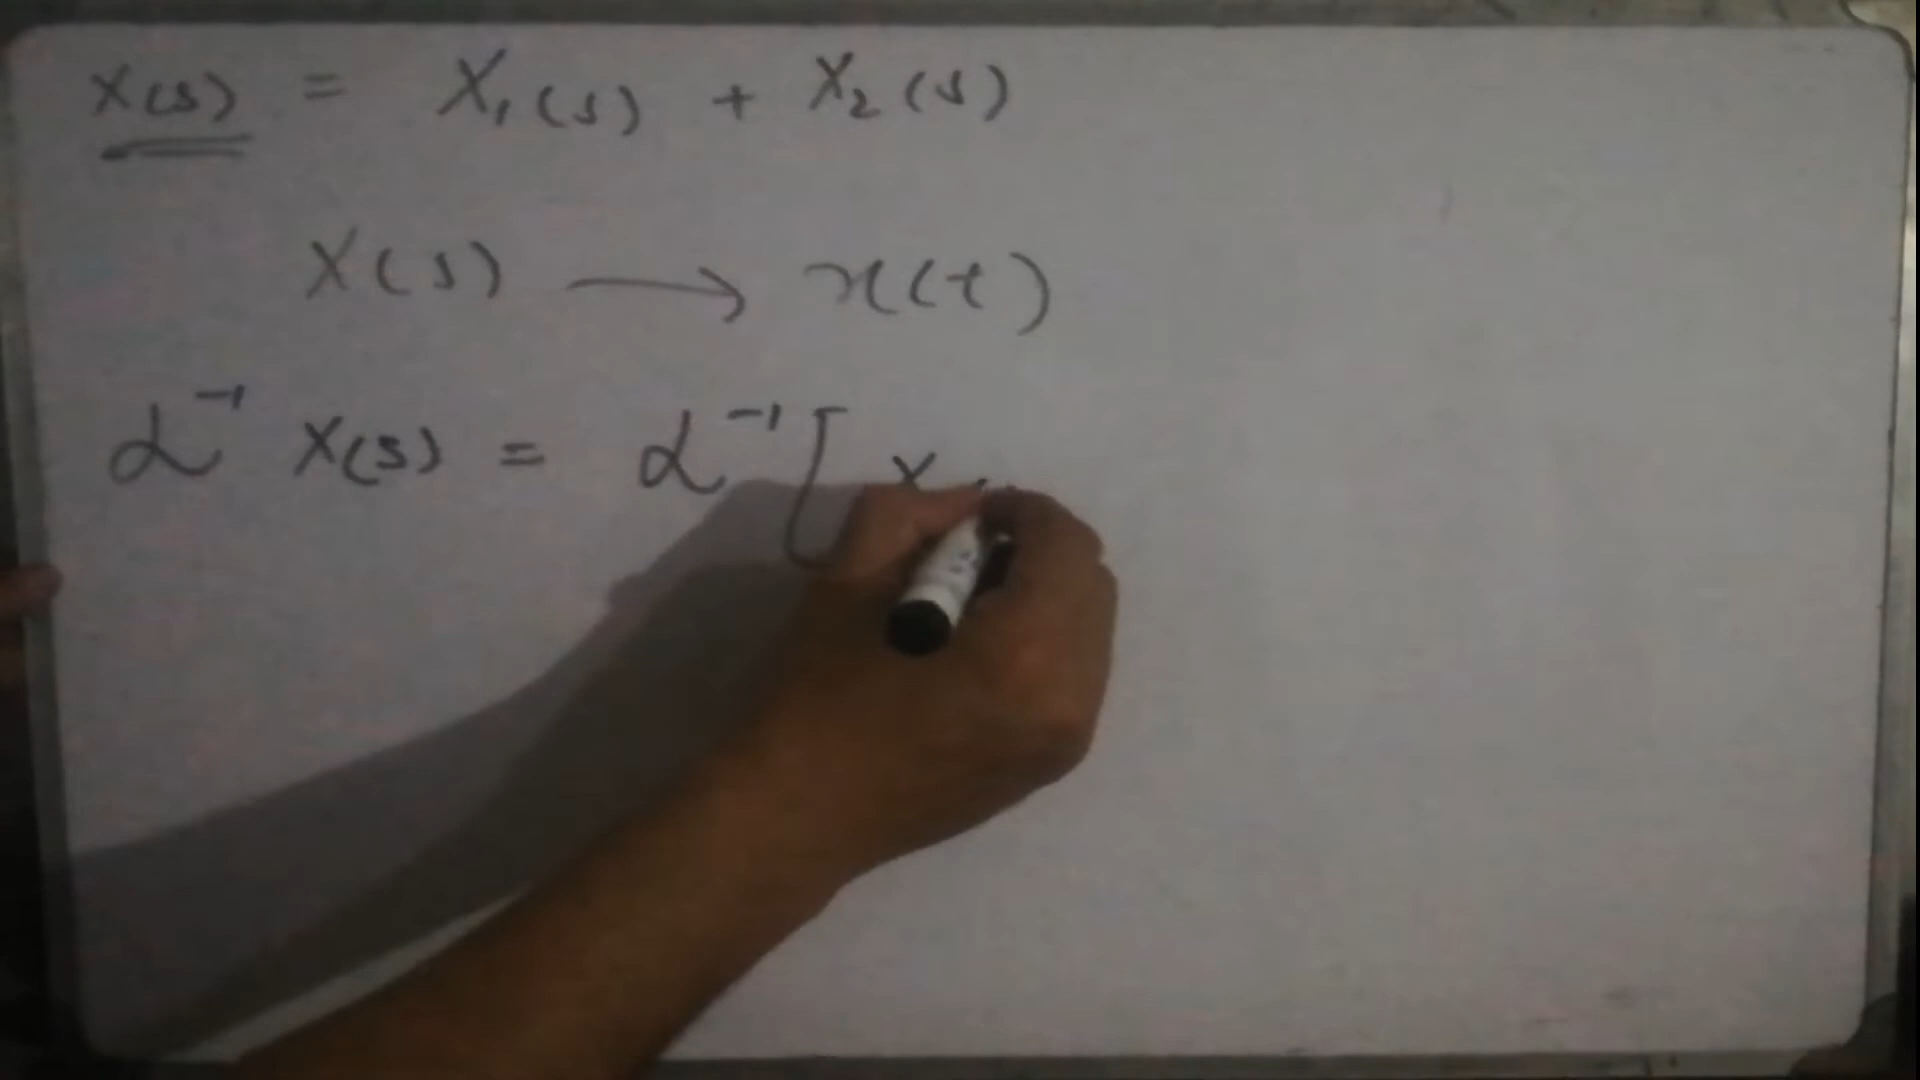 X(s) = X₁(s) + X₂(s)
X(s) → x(t)
ℒ⁻¹ X(s) = ℒ⁻¹ [ X